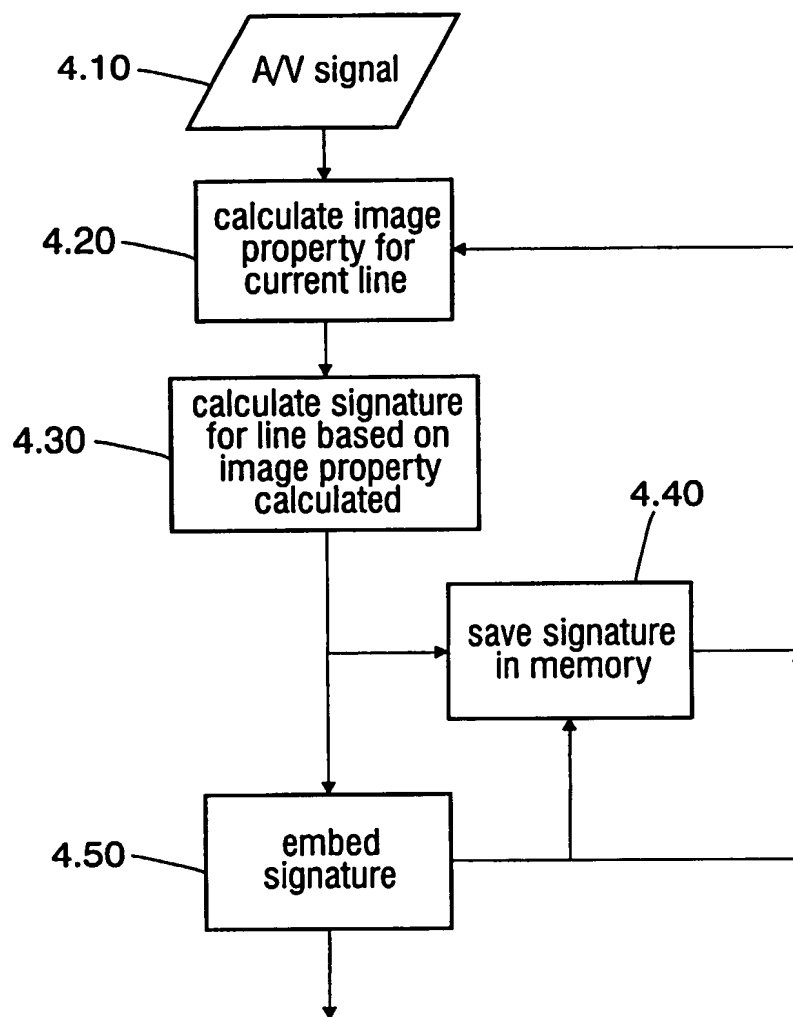 4.10
A/V signal
4.20
calculate image
property for
current line
4.30
calculate signature
for line based on
image property
calculated
4.40
save signature
in memory
4.50
embed
signature